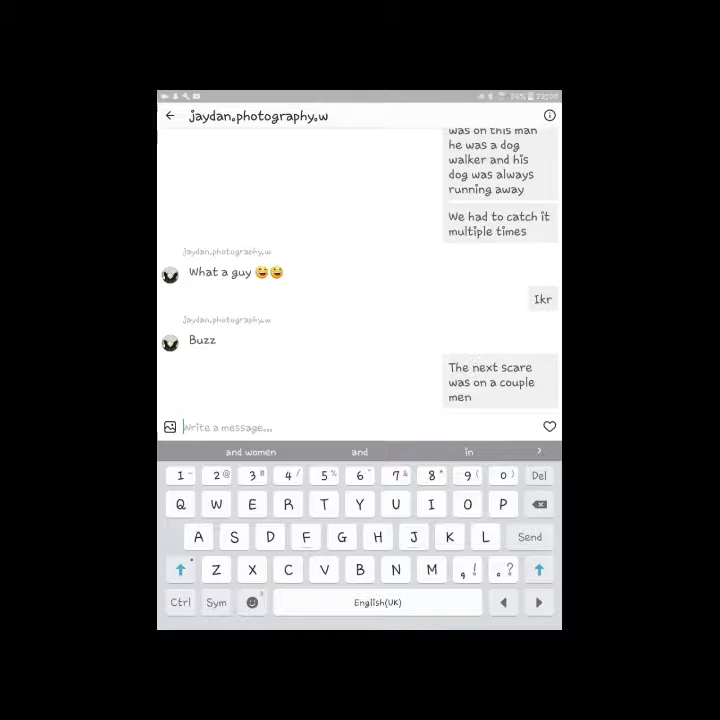 24% 22:00
jaydan.photography.w
was on this man
he was a dog
walker and his
dog was always
running away
We had to catch it
multiple times
jaydan.photography.w
What a guy 😆😆
Ikr
jaydan.photography.w
Buzz
The next scare
was on a couple
men
Write a message...
and women and in
1 ~ 2 @ 3 # 4 / 5 % 6 ^ 7 & 8 * 9 ( 0 ) Del
Q W E R T Y U I O P
A S D F G H J K L Send
Z X C V B N M , ! . ?
Ctrl Sym English(UK)